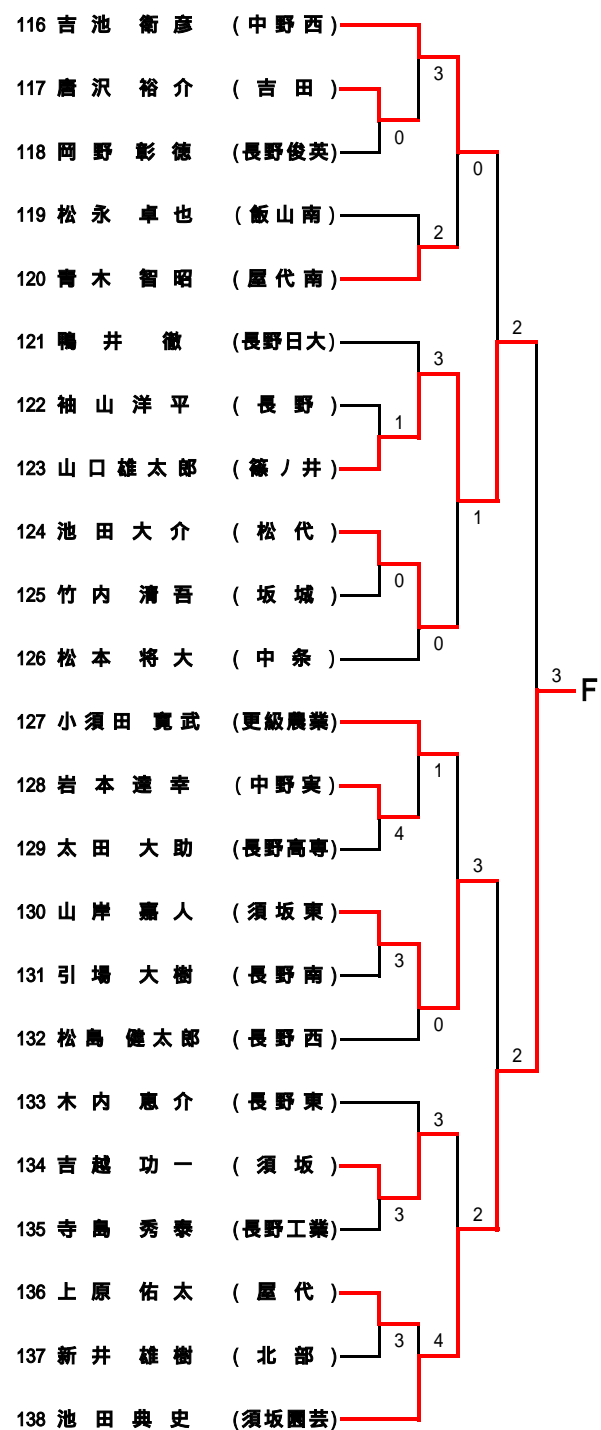 116 吉池 衛彦 (中野西)
3
117 唐沢 裕介 (吉田)
0
118 岡野 彰徳 (長野俊英)
0
119 松永 卓也 (飯山南)
2
120 青木 智昭 (屋代南)
2
121 鴨井 徹 (長野日大)
3
122 袖山洋平 (長野)
1
123 山口雄太郎 (篠ノ井)
1
124 池田大介 (松代)
0
125 竹内 清吾 (坂城)
0
126 松本 将大 (中条)
3
F
127 小須田 寛武 (更級農業)
1
128 岩本達幸 (中野実)
4
129 太田 大助 (長野高専)
3
130 山岸 嘉人 (須坂東)
3
131 引場 大樹 (長野南)
0
132 松島 健太郎 (長野西)
2
133 木内 恵介 (長野東)
3
134 吉越 功一 (須坂)
3
2
135 寺島 秀泰 (長野工業)
136 上原 佑太 (屋代)
3
4
137 新井 雄樹 (北部)
138 池田典史 (須坂園芸)